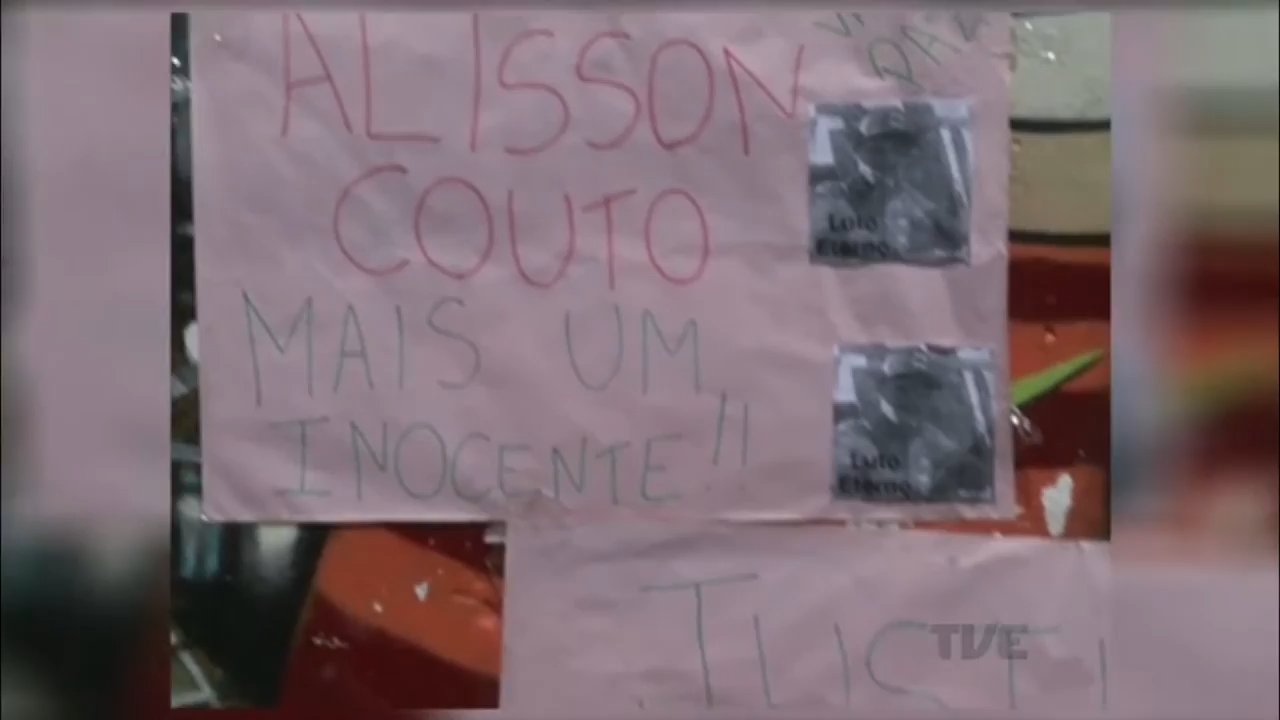 ALISSON
COUTO
MAIS UM
INOCENTE!!
Luto
Eterno
Luto
Eterno
TVE